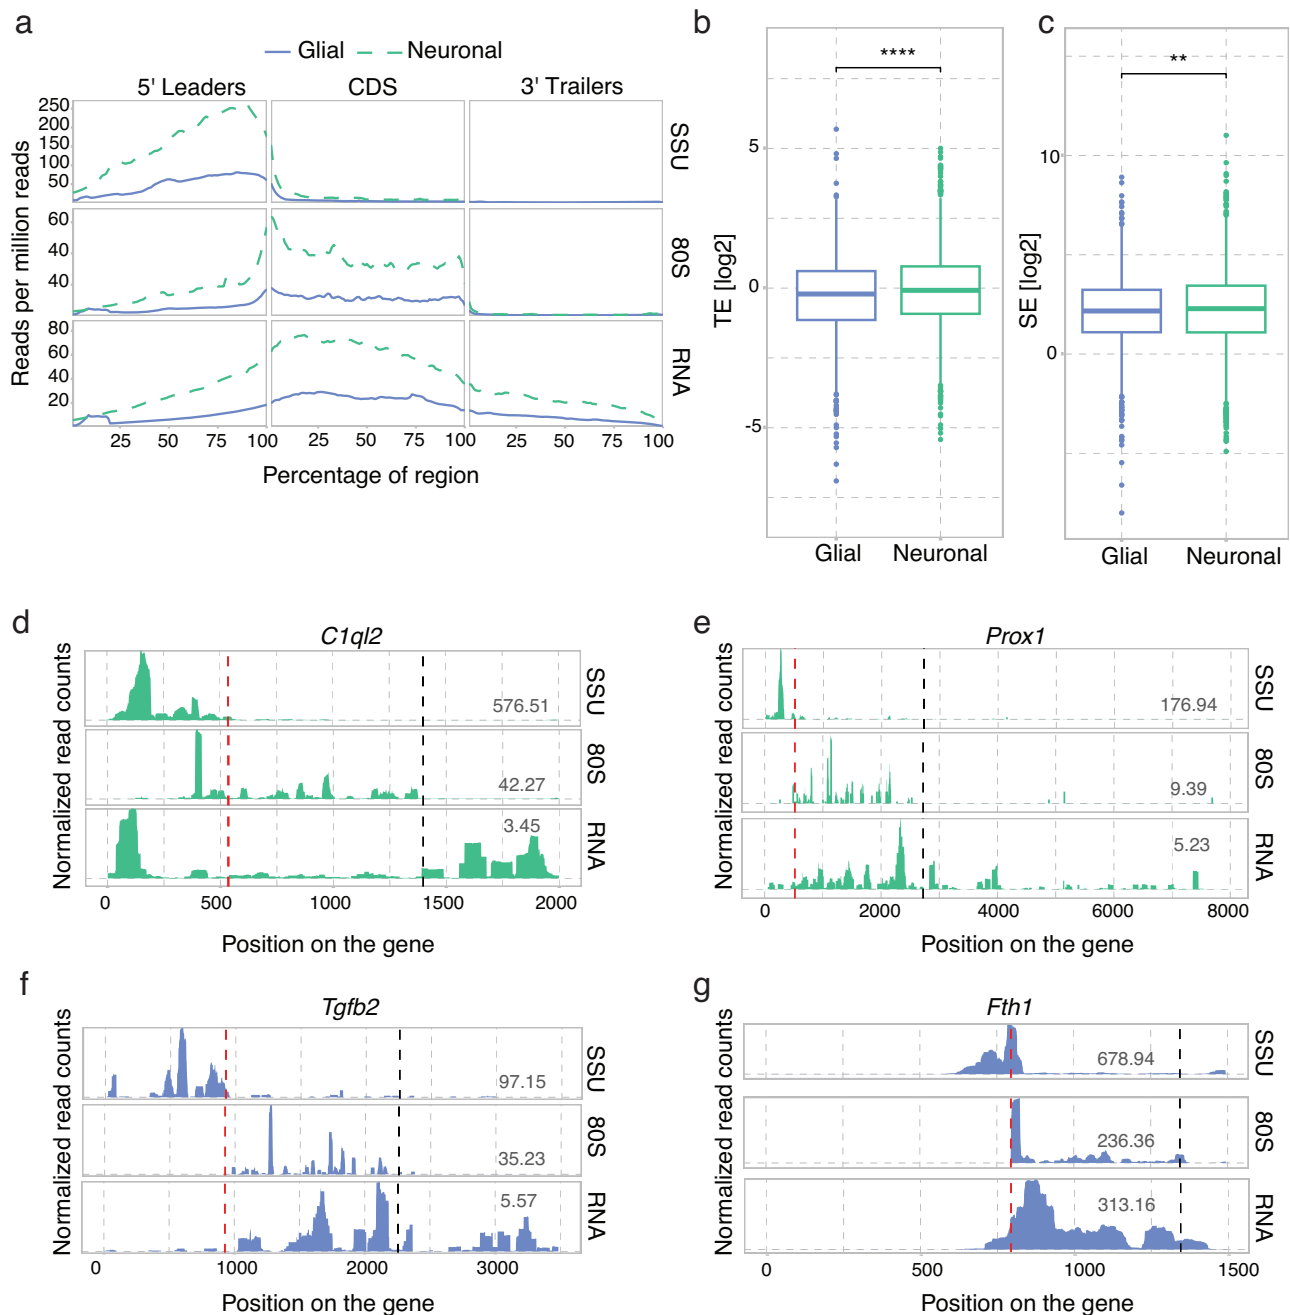 a
Glial Neuronal
5' Leaders CDS 3' Trailers
Reads per million reads
250
200
150
100
50
SSU
60
40
40
80S
80
60
40
20
RNA
25 50 75 100 25 50 75 100 25 50 75 100
Percentage of region
b
****
TE [log2]
5
0
-5
Glial Neuronal
c
**
SE [log2]
10
0
Glial Neuronal
d
C1ql2
Normalized read counts
576.51 SSU
42.27 80S
3.45 RNA
0 500 1000 1500 2000
Position on the gene
e
Prox1
Normalized read counts
176.94 SSU
9.39 80S
5.23 RNA
0 2000 4000 6000 8000
Position on the gene
f
Tgfb2
Normalized read counts
97.15 SSU
35.23 80S
5.57 RNA
0 1000 2000 3000
Position on the gene
g
Fth1
Normalized read counts
678.94 SSU
236.36 80S
313.16 RNA
0 500 1000 1500
Position on the gene